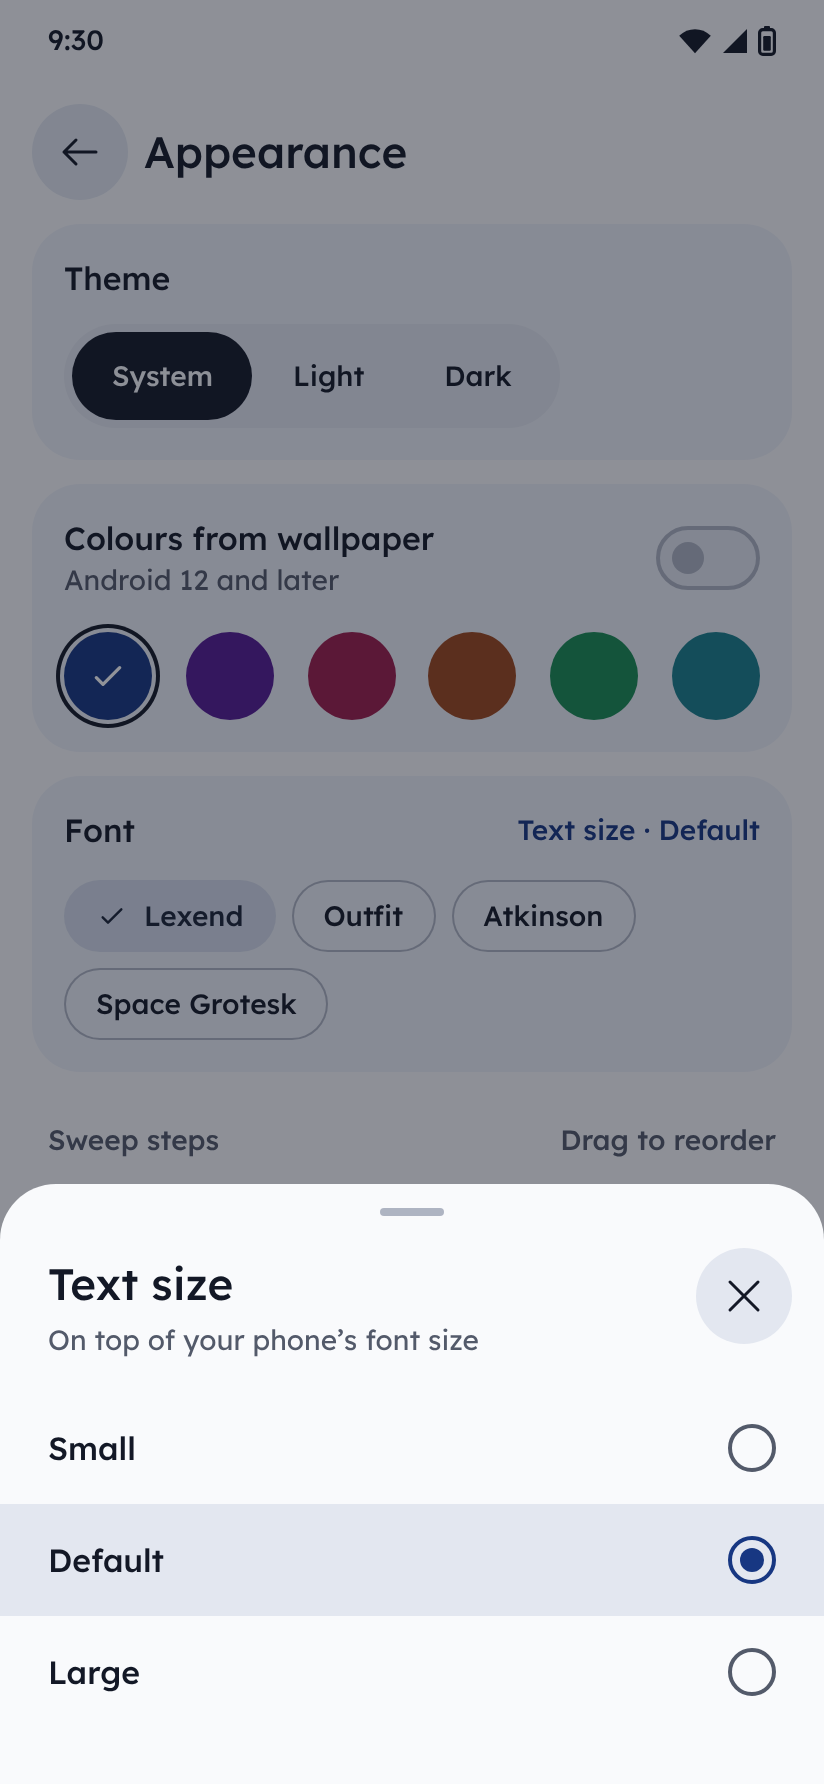 9:30
Appearance
Theme
System Light Dark
Colours from wallpaper
Android 12 and later
Font Text size · Default
Lexend Outfit Atkinson
Space Grotesk
Sweep steps Drag to reorder
Text size
On top of your phone’s font size
Small
Default
Large